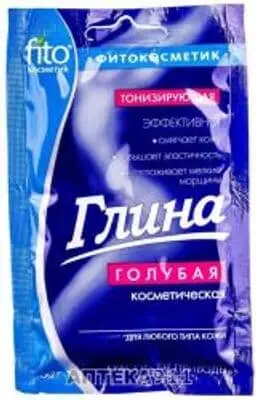 fito
косметик
ФИТОКОСМЕТИК
ТОНИЗИРУЮЩАЯ
ЭФФЕКТИВНО
• смягчает кожу
• повышает эластичность
• разглаживает мелкие
морщины
Глина
ГОЛУБАЯ
косметическая
*ДЛЯ ЛЮБОГО ТИПА КОЖИ
АПТЕКА911